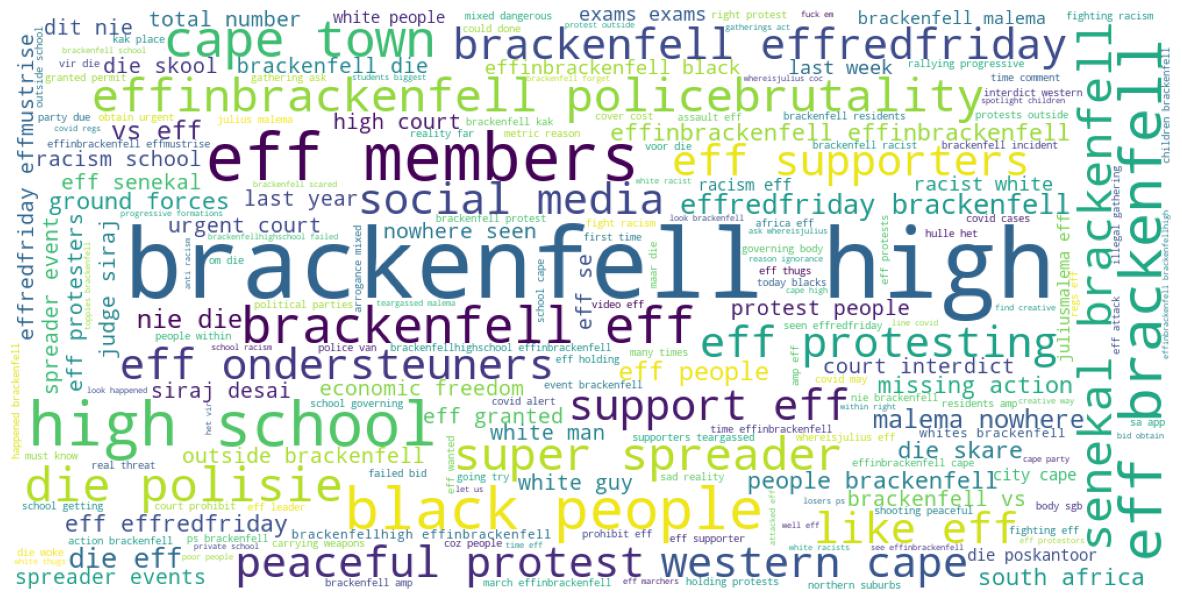 dit nie
total number
white people
mixed dangerous
exams exams
right protest
fuck em
brackenfell malema
fighting racism
kak place
cape town
could done
protest outside
gatherings act
brackenfell school
brackenfell effredfriday
vir die
die skool
brackenfell die
effinbrackenfell black
last week
rallying progressive
granted permit
gathering ask
students biggest
brackenfell forget
whereisjulius coc
time comment
interdict western
effinbrackenfell policebrutality
spotlight children
party due
obtain urgent
julius malema
high court
brackenfell kak
cover cost
assault eff
brackenfell residents
protests outside
covid regs
vs eff
reality far
metric reason
effinbrackenfell effinbrackenfell
effinbrackenfell effmustrise
voor die
brackenfell racist
brackenfell incident
racism school
eff members
eff supporters
eff senekal
brackenfell scared
white racist
racism eff
racist white
ground forces
last year
social media
effredfriday brackenfell
progressive formations
brackenfell protest
fight racism
look brackenfell
africa eff
covid cases
urgent court
nowhere seen
first time
ask whereisjulius
hulle het
brackenfellhighschool failed
governing body
reason ignorance
om die
brackenfell high
school cape
eff thugs
today blacks
cape high
political parties
teargassed malema
video eff
protest people
find creative
nie die
brackenfell eff
seen effredfriday
line covid
people within
school racism
police van
brackenfellhighschool effinbrackenfell
many times
eff protesting
look happened
eff ondersteuners
eff holding
eff people
court interdict
siraj desai
economic freedom
event brackenfell
covid may
missing action
school governing
covid alert
nie brackenfell
residents amp
creative way
high school
eff granted
support eff
within right
malema nowhere
must know
white man
supporters teargassed
time effinbrackenfell
whereisjulius eff
whites brackenfell
sa app
bid obtain
outside brackenfell
super spreader
die skare
real threat
failed bid
going try
sad reality
effinbrackenfell cape
city cape
cape party
die polisie
white guy
people brackenfell
let us
school getting
court prohibit
eff leader
black people
losers ps
brackenfell vs
body sgb
shooting peaceful
eff effredfriday
brackenfellhigh effinbrackenfell
prohibit eff
well eff
like eff
fighting eff
action brackenfell
ps brackenfell
coz people
time eff
eff supporter
eff protestors
die woke
private school
carrying weapons
white thugs
die eff
poor people
peaceful protest
white racists
see effinbrackenfell
western cape
die poskantoor
spreader events
brackenfell amp
march effinbrackenfell
eff marchers
holding protests
northern suburbs
south africa
effredfriday effmustrise
outside school
spreader event
eff protesters
toppies brackenfell
judge siraj
anti racism
happened brackenfell
het vir
arrogance mixed
eff wanted
eff se
maar die
attacked eff
amp eff
eff protests
juliusmalema eff
regs eff
senekal brackenfell
illegal gathering
eff attack
eff brackenfell
children brackenfell
effinbrackenfell brackenfellhigh